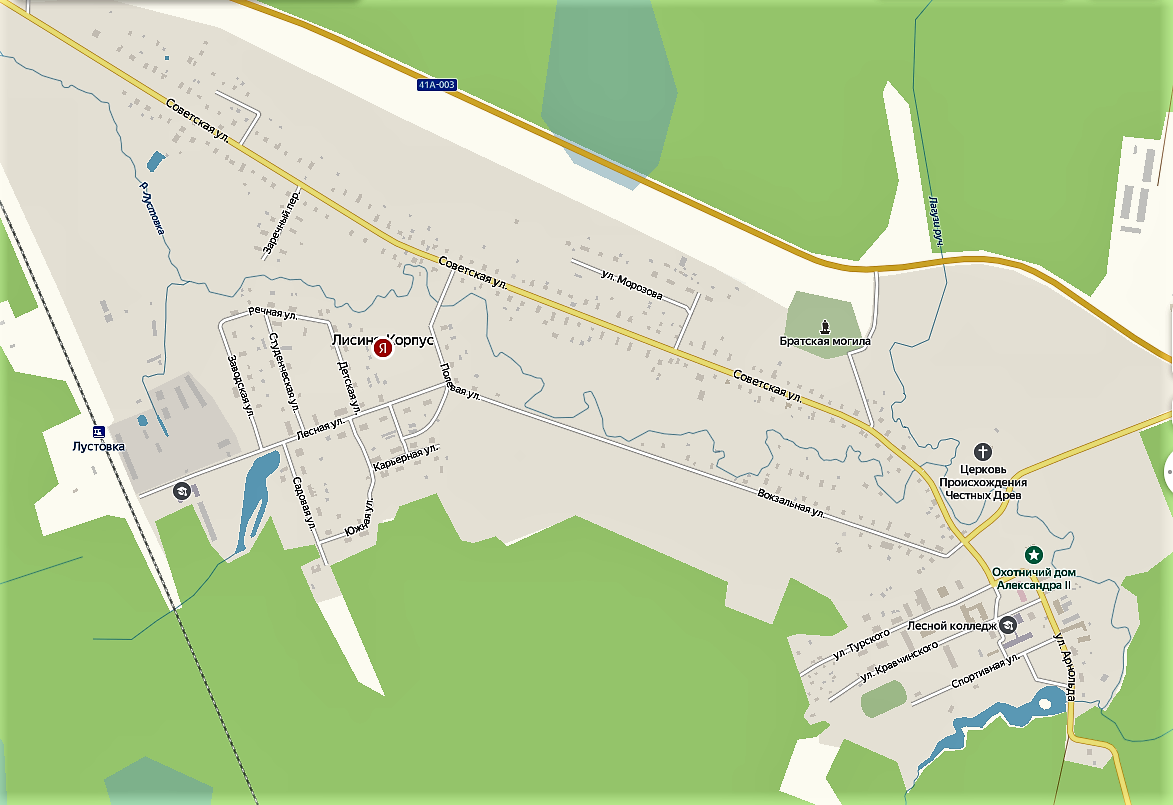 41А-003
Советская ул.
р. Лустовка
Лагузи руч.
Заречный пер.
Советская ул.
ул. Морозова
речная ул.
Лисино-Корпус
Я
Братская могила
Студенческая ул.
Заводская ул.
Детская ул.
Полевая ул.
Советская ул.
Лесная ул.
Лустовка
Карьерная ул.
Церковь
Происхождения
Честных Древ
Садовая ул.
Вокзальная ул.
Южная ул.
Охотничий дом
Александра II
Лесной колледж
ул. Турского
ул. Кравчинского
Спортивная ул.
ул. Арнольда